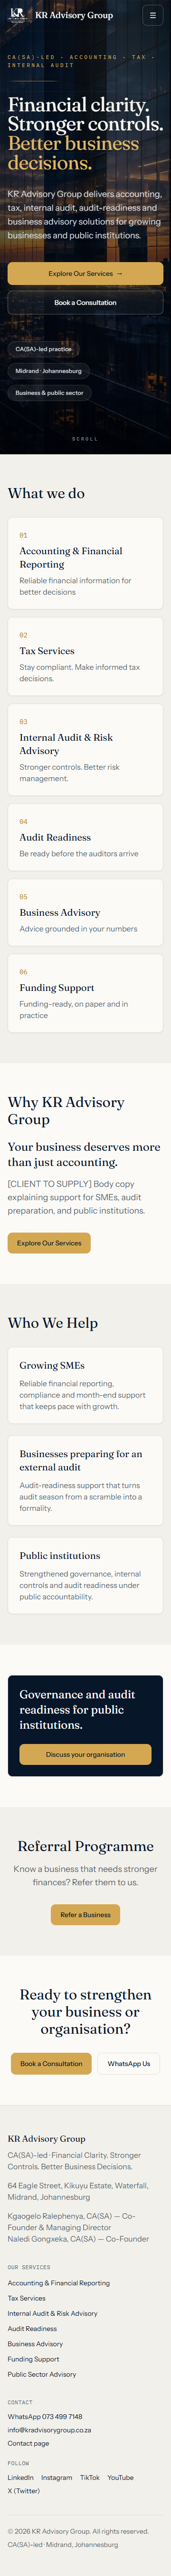 KR
KR Advisory Group
CA(SA)-LED · ACCOUNTING · TAX ·
INTERNAL AUDIT
Financial clarity.
Stronger controls.
Better business
decisions.
KR Advisory Group delivers accounting,
tax, internal audit, audit-readiness and
business advisory solutions for growing
businesses and public institutions.
Explore Our Services →
Book a Consultation
CA(SA)-led practice
Midrand · Johannesburg
Business & public sector
SCROLL
What we do
01
Accounting & Financial
Reporting
Reliable financial information for
better decisions
02
Tax Services
Stay compliant. Make informed tax
decisions.
03
Internal Audit & Risk
Advisory
Stronger controls. Better risk
management.
04
Audit Readiness
Be ready before the auditors arrive
05
Business Advisory
Advice grounded in your numbers
06
Funding Support
Funding-ready, on paper and in
practice
Why KR Advisory
Group
Your business deserves more
than just accounting.
[CLIENT TO SUPPLY] Body copy
explaining support for SMEs, audit
preparation, and public institutions.
Explore Our Services
Who We Help
Growing SMEs
Reliable financial reporting,
compliance and month-end support
that keeps pace with growth.
Businesses preparing for an
external audit
Audit-readiness support that turns
audit season from a scramble into a
formality.
Public institutions
Strengthened governance, internal
controls and audit readiness under
public accountability.
Governance and audit
readiness for public
institutions.
Discuss your organisation
Referral Programme
Know a business that needs stronger
finances? Refer them to us.
Refer a Business
Ready to strengthen
your business or
organisation?
Book a Consultation
WhatsApp Us
KR Advisory Group
CA(SA)-led · Financial Clarity. Stronger
Controls. Better Business Decisions.
64 Eagle Street, Kikuyu Estate, Waterfall,
Midrand, Johannesburg
Kgaogelo Ralephenya, CA(SA) — Co-
Founder & Managing Director
Naledi Gongxeka, CA(SA) — Co-Founder
OUR SERVICES
Accounting & Financial Reporting
Tax Services
Internal Audit & Risk Advisory
Audit Readiness
Business Advisory
Funding Support
Public Sector Advisory
CONTACT
WhatsApp 073 499 7148
info@kradvisorygroup.co.za
Contact page
FOLLOW
LinkedIn Instagram TikTok YouTube
X (Twitter)
© 2026 KR Advisory Group. All rights reserved.
CA(SA)-led · Midrand, Johannesburg